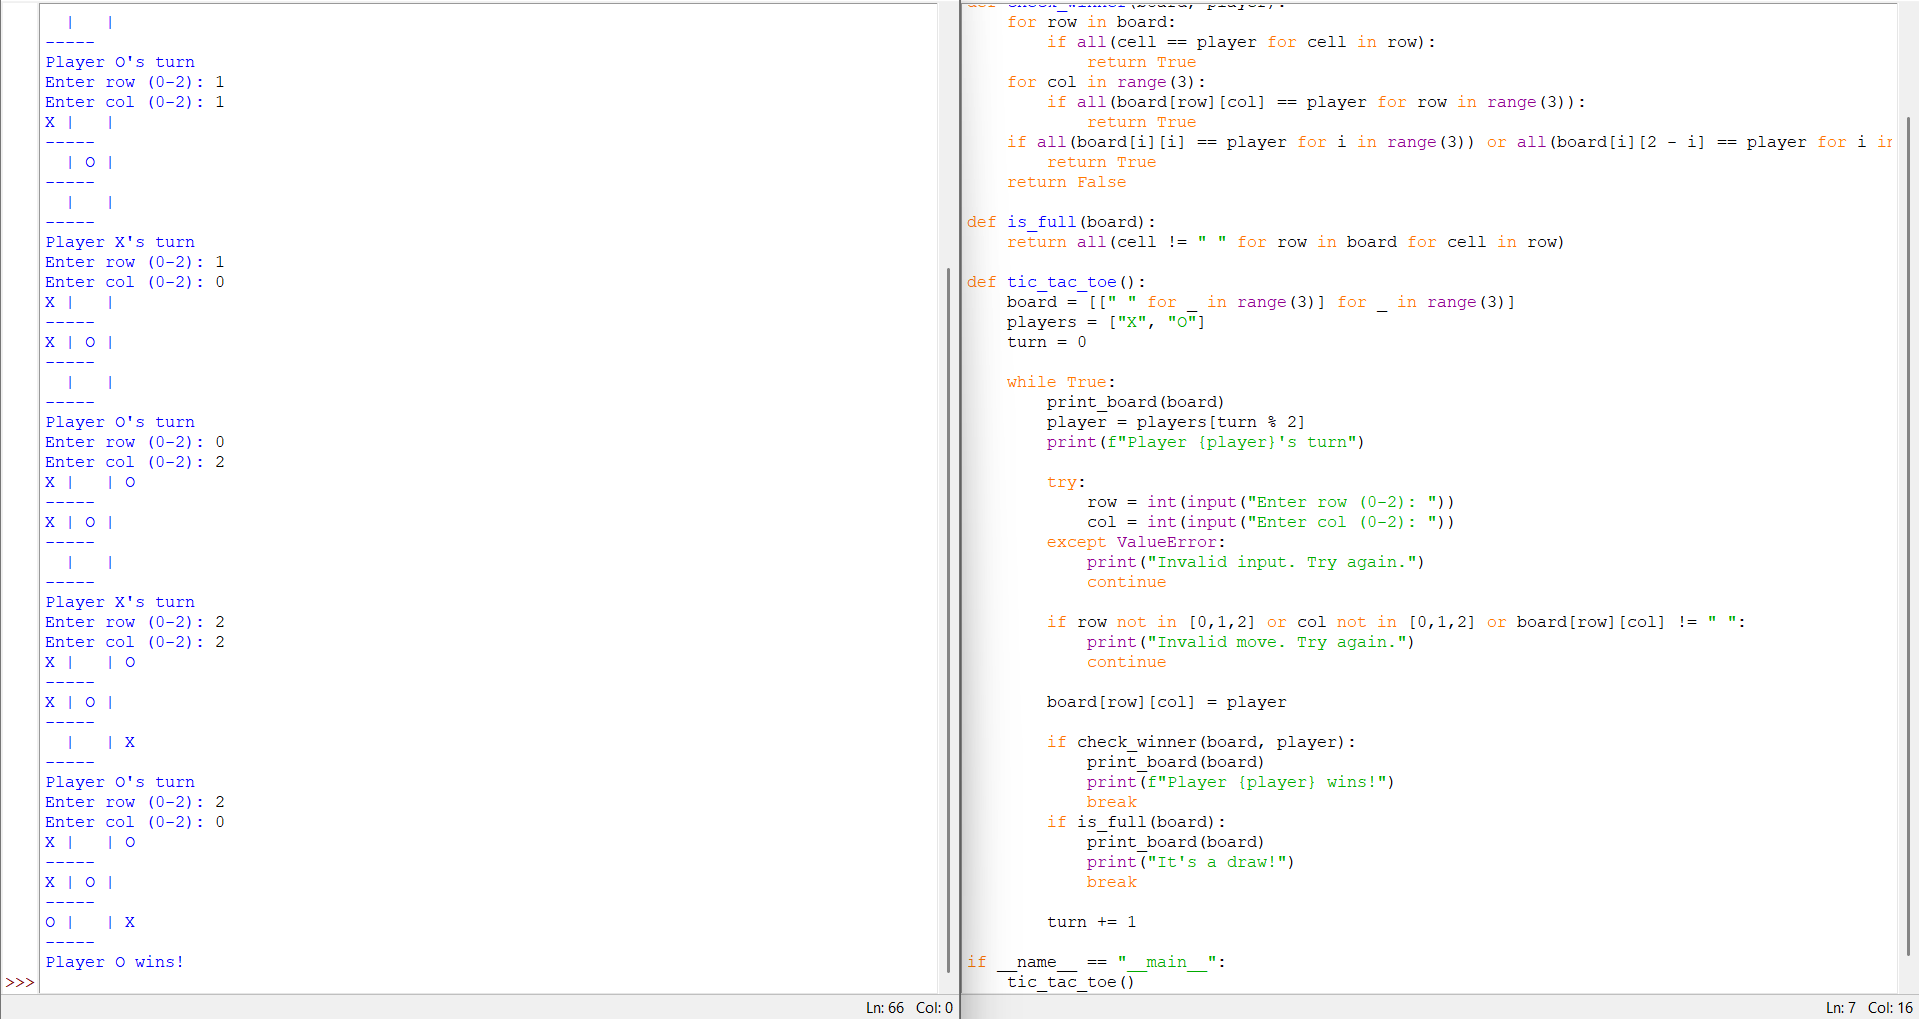 |   |
-----
Player O's turn
Enter row (0-2): 1
Enter col (0-2): 1
X |   |
-----
  | O |
-----
  |   |
-----
Player X's turn
Enter row (0-2): 1
Enter col (0-2): 0
X |   |
-----
X | O |
-----
  |   |
-----
Player O's turn
Enter row (0-2): 0
Enter col (0-2): 2
X |   | O
-----
X | O |
-----
  |   |
-----
Player X's turn
Enter row (0-2): 2
Enter col (0-2): 2
X |   | O
-----
X | O |
-----
  |   | X
-----
Player O's turn
Enter row (0-2): 2
Enter col (0-2): 0
X |   | O
-----
X | O |
-----
O |   | X
-----
Player O wins!
>>>
Ln: 66 Col: 0
def check_winner(board, player):
    for row in board:
        if all(cell == player for cell in row):
            return True
    for col in range(3):
        if all(board[row][col] == player for row in range(3)):
            return True
    if all(board[i][i] == player for i in range(3)) or all(board[i][2 - i] == player for i in
        return True
    return False

def is_full(board):
    return all(cell != " " for row in board for cell in row)

def tic_tac_toe():
    board = [[" " for _ in range(3)] for _ in range(3)]
    players = ["X", "O"]
    turn = 0

    while True:
        print_board(board)
        player = players[turn % 2]
        print(f"Player {player}'s turn")

        try:
            row = int(input("Enter row (0-2): "))
            col = int(input("Enter col (0-2): "))
        except ValueError:
            print("Invalid input. Try again.")
            continue

        if row not in [0,1,2] or col not in [0,1,2] or board[row][col] != " ":
            print("Invalid move. Try again.")
            continue

        board[row][col] = player

        if check_winner(board, player):
            print_board(board)
            print(f"Player {player} wins!")
            break
        if is_full(board):
            print_board(board)
            print("It's a draw!")
            break

        turn += 1

if __name__ == "__main__":
    tic_tac_toe()
Ln: 7 Col: 16